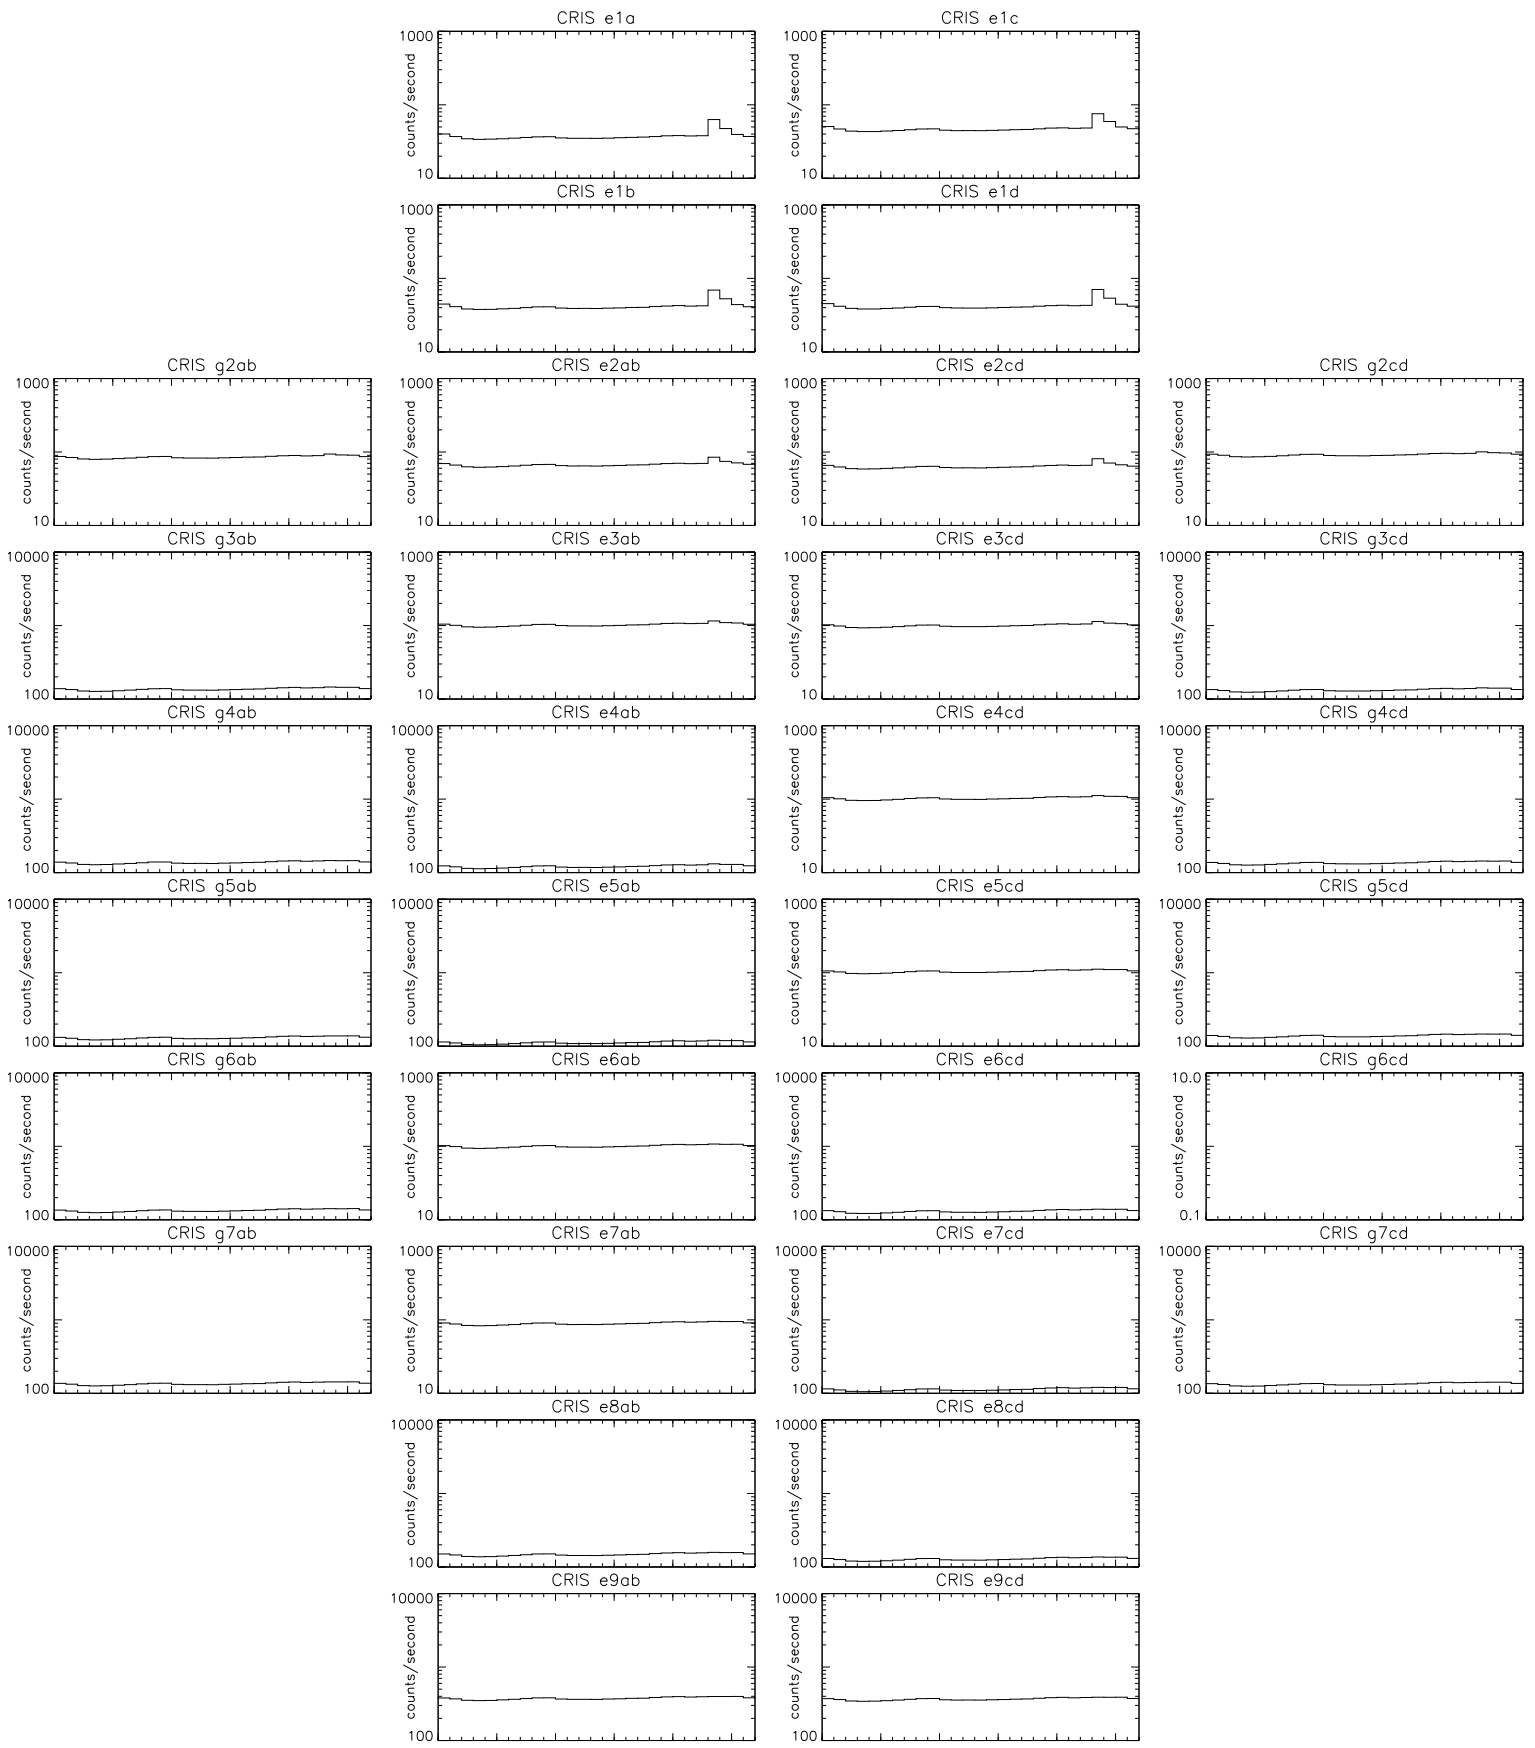 CRIS e1a CRIS e1c
1000 1000
counts/second counts/second
10 10
CRIS e1b CRIS e1d
1000 1000
counts/second counts/second
10 10
CRIS g2ab CRIS e2ab CRIS e2cd CRIS g2cd
1000 1000 1000 1000
counts/second counts/second counts/second counts/second
10 10 10 10
CRIS g3ab CRIS e3ab CRIS e3cd CRIS g3cd
10000 1000 1000 10000
counts/second counts/second counts/second counts/second
100 10 10 100
CRIS g4ab CRIS e4ab CRIS e4cd CRIS g4cd
10000 10000 1000 10000
counts/second counts/second counts/second counts/second
100 100 10 100
CRIS g5ab CRIS e5ab CRIS e5cd CRIS g5cd
10000 10000 1000 10000
counts/second counts/second counts/second counts/second
100 100 10 100
CRIS g6ab CRIS e6ab CRIS e6cd CRIS g6cd
10000 1000 10000 10.0
counts/second counts/second counts/second counts/second
100 10 100 0.1
CRIS g7ab CRIS e7ab CRIS e7cd CRIS g7cd
10000 1000 10000 10000
counts/second counts/second counts/second counts/second
100 10 100 100
CRIS e8ab CRIS e8cd
10000 10000
counts/second counts/second
100 100
CRIS e9ab CRIS e9cd
10000 10000
counts/second counts/second
100 100